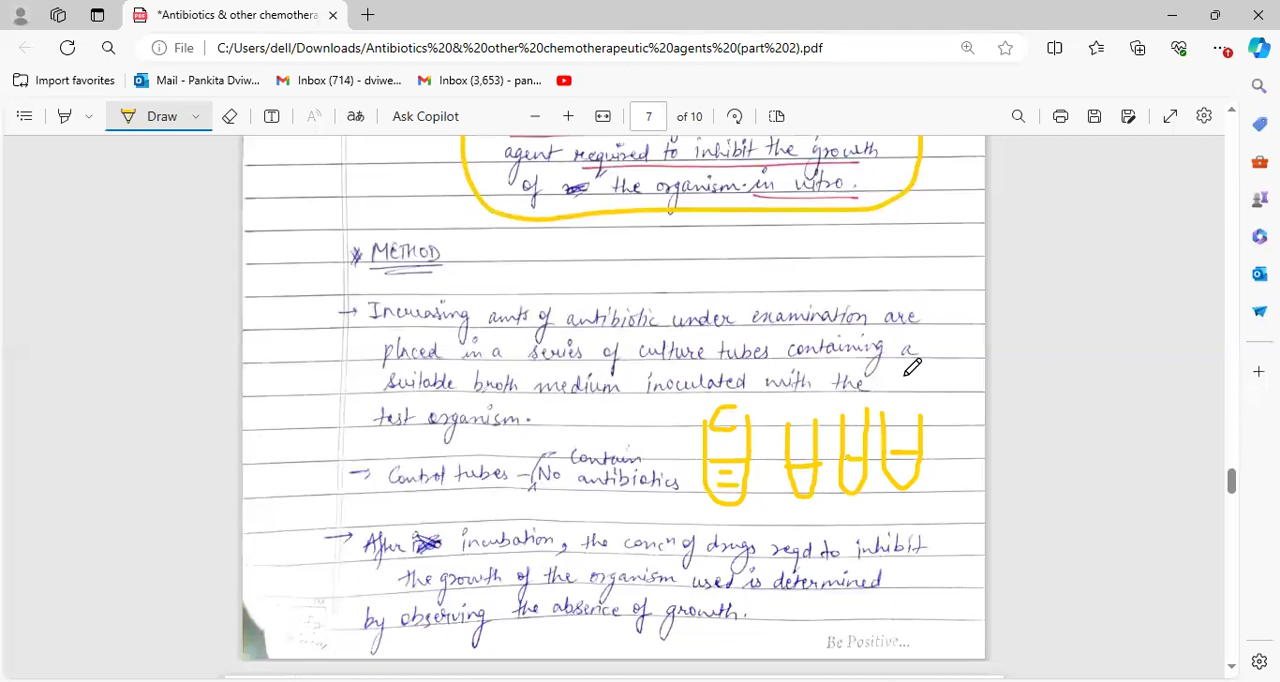 *Antibiotics & other chemothera
File C:/Users/dell/Downloads/Antibiotics%20&%20other%20chemotherapeutic%20agents%20(part%202).pdf
Import favorites Mail - Pankita Dviw... Inbox (714) - dviwe... Inbox (3,653) - pan...
Draw aあ Ask Copilot 7 of 10
agent required to inhibit the growth
of the organism in vitro.
* METHOD
→ Increasing amts of antibiotic under examination are
placed in a series of culture tubes containing a
suitable broth medium inoculated with the
test organism.
C
Contain
→ Control tubes - No antibiotics
→ After incubation, the concn of drugs reqd to inhibit
the growth of the organism used is determined
by observing the absence of growth.
Be Positive...